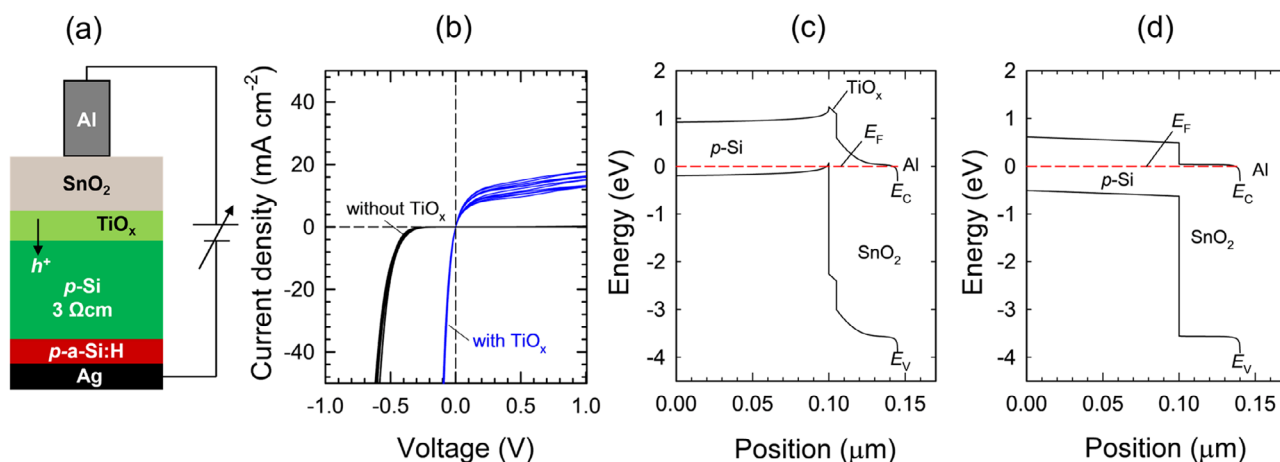 (a)
Al
SnO2
TiOx
h+
p-Si
3 Ωcm
p-a-Si:H
Ag
(b)
Current density (mA cm-2)
40
20
0
-20
-40
without TiOx
with TiOx
-1.0
-0.5
0.0
0.5
1.0
Voltage (V)
(c)
Energy (eV)
2
1
0
-1
-2
-3
-4
TiOx
EF
p-Si
Al
EC
SnO2
EV
0.00
0.05
0.10
0.15
Position (μm)
(d)
Energy (eV)
2
1
0
-1
-2
-3
-4
EF
Al
p-Si
EC
SnO2
EV
0.00
0.05
0.10
0.15
Position (μm)